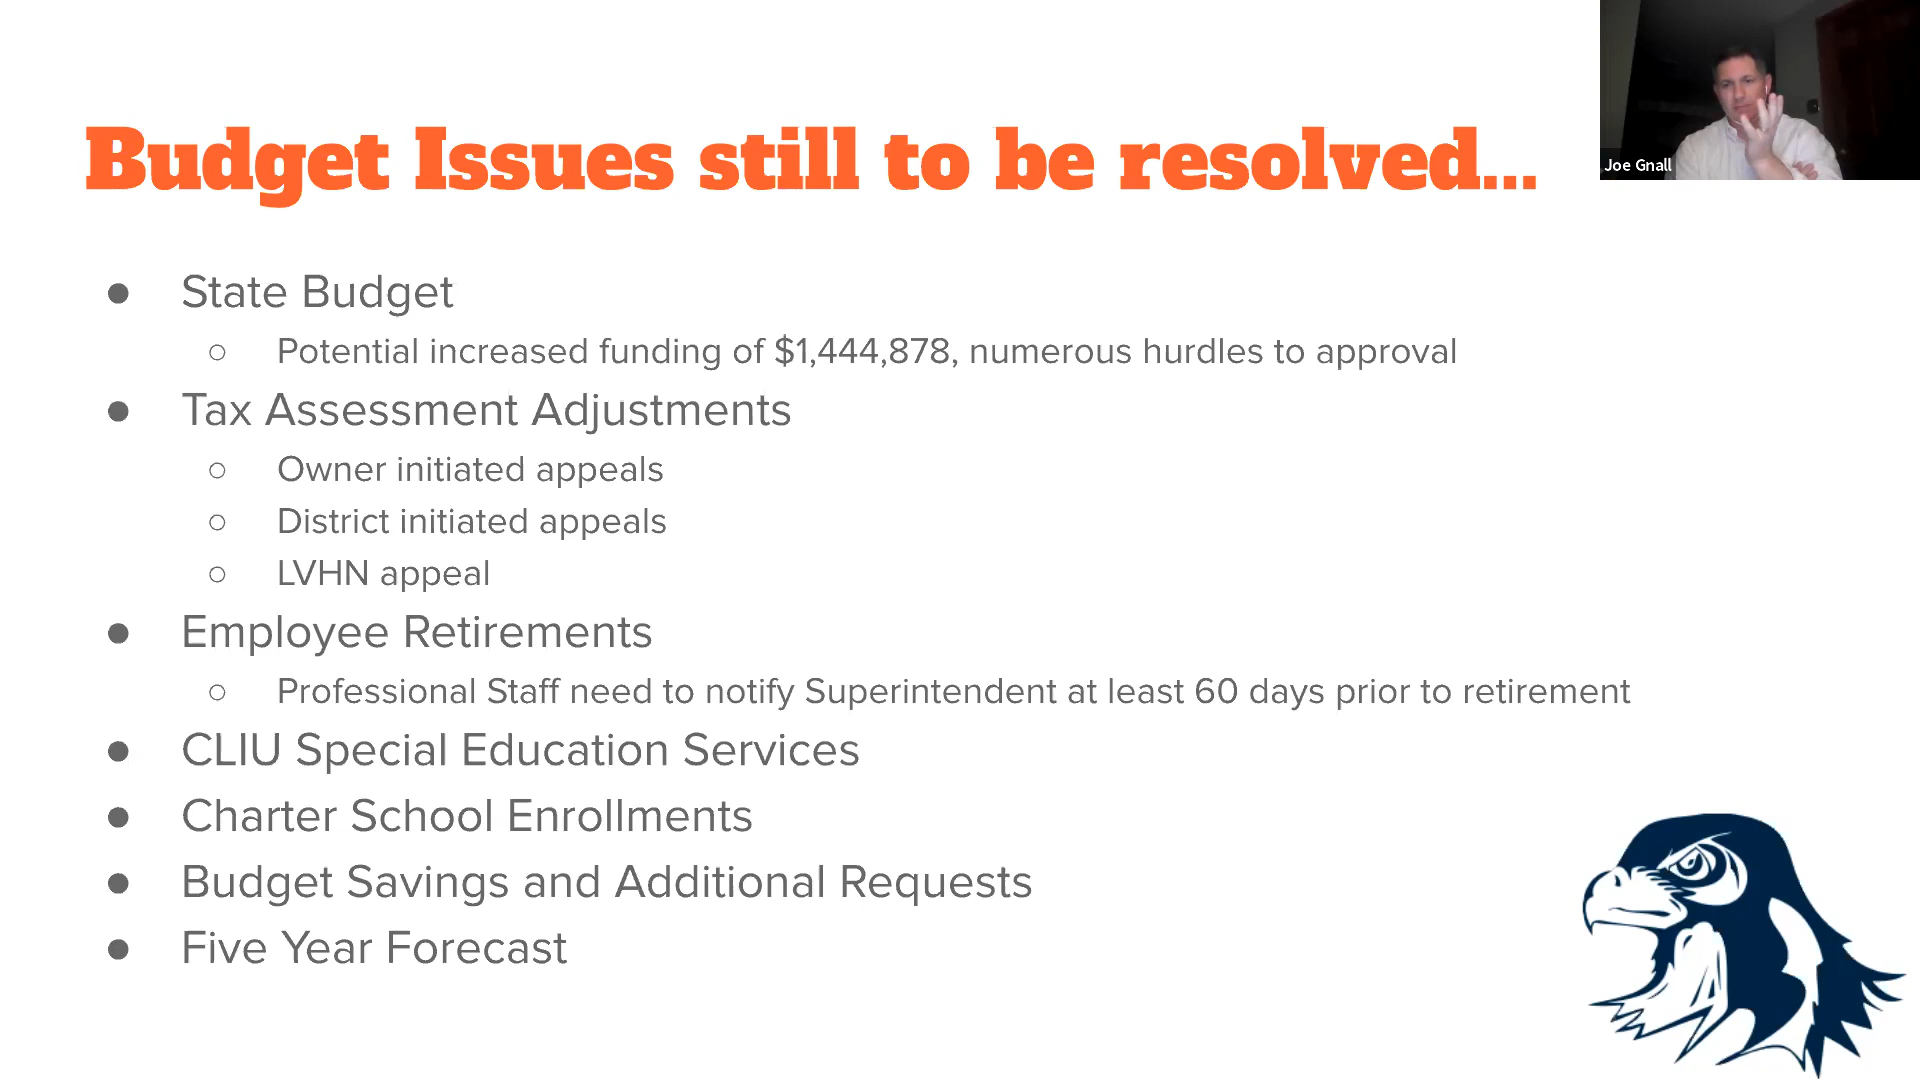 Budget Issues still to be resolved...
Joe Gnall
● State Budget
○ Potential increased funding of $1,444,878, numerous hurdles to approval
● Tax Assessment Adjustments
○ Owner initiated appeals
○ District initiated appeals
○ LVHN appeal
● Employee Retirements
○ Professional Staff need to notify Superintendent at least 60 days prior to retirement
● CLIU Special Education Services
● Charter School Enrollments
● Budget Savings and Additional Requests
● Five Year Forecast